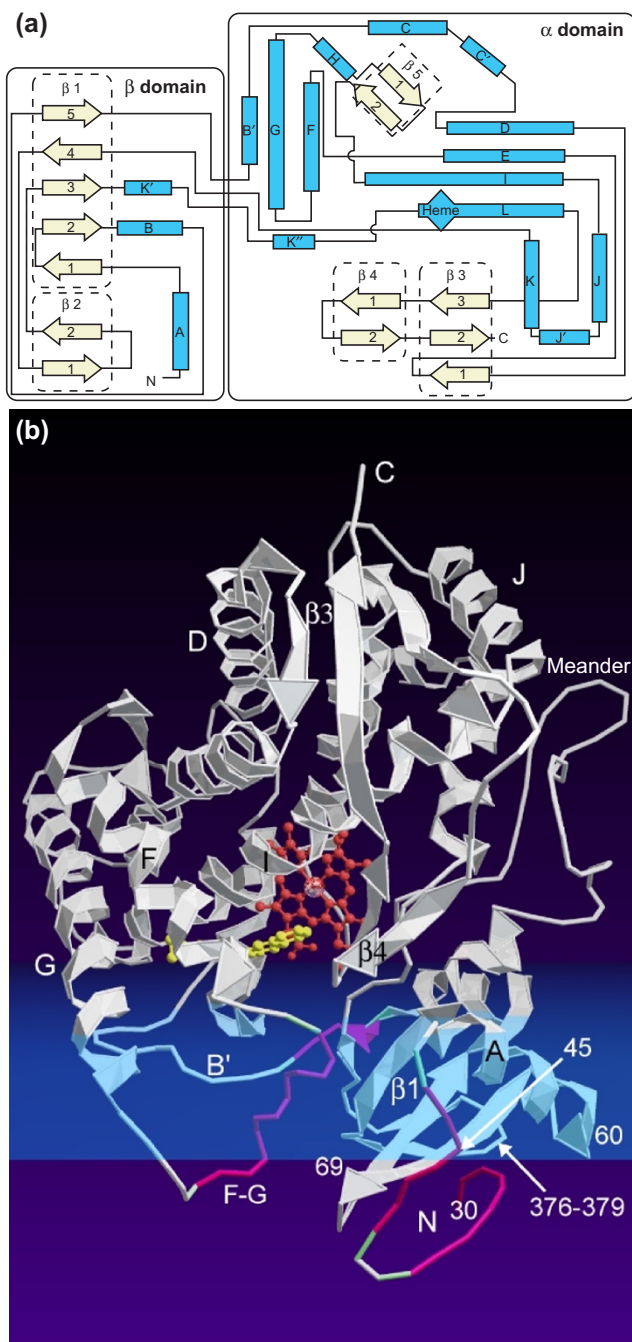 (a)
C
α domain
β 1
β domain
H
C'
β 5
1
2
5
B'
G
F
D
4
E
3
K'
I
2
B
Heme
L
K''
1
β 4
β 3
K
J
β 2
A
1
3
2
2
2
C
J'
1
N
1
(b)
C
J
β3
D
Meander
F
I
G
β4
B'
A
45
β1
60
69
F-G
N
30
376-379